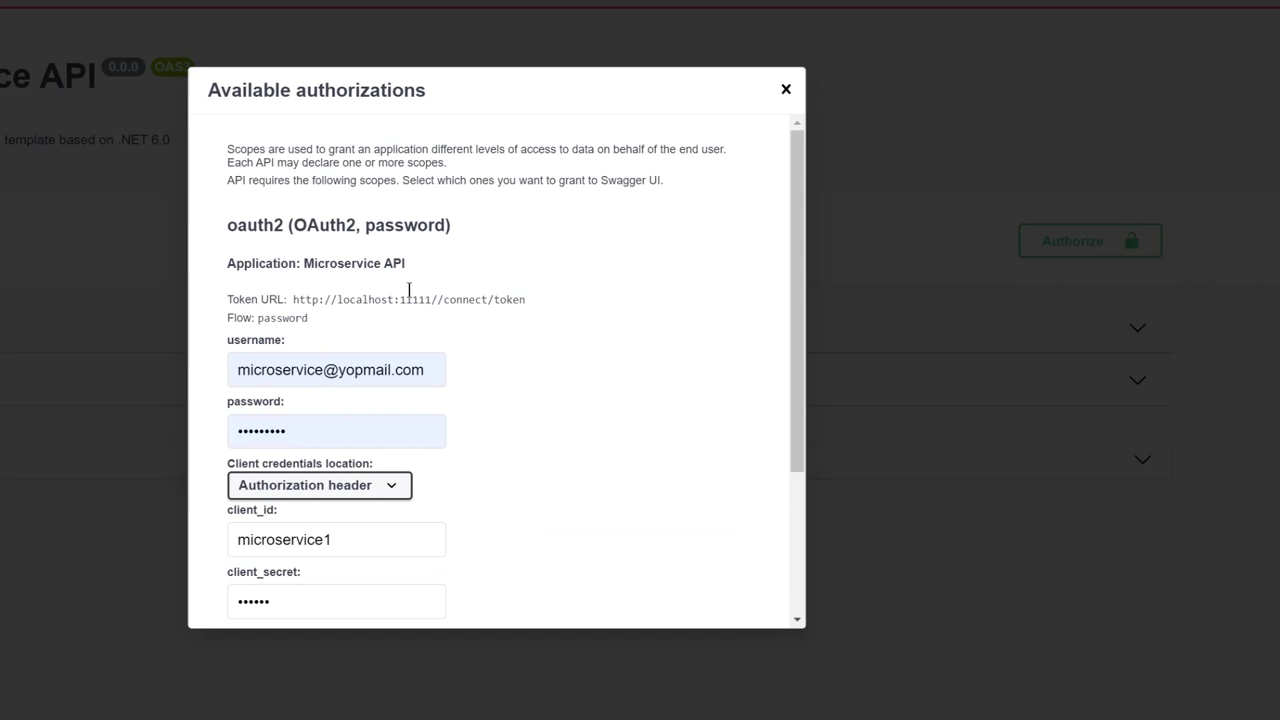 ce API 0.0.0 OAS3
template based on .NET 6.0
Available authorizations
Scopes are used to grant an application different levels of access to data on behalf of the end user.
Each API may declare one or more scopes.
API requires the following scopes. Select which ones you want to grant to Swagger UI.
oauth2 (OAuth2, password)
Application: Microservice API
Token URL: http://localhost:11111//connect/token
Flow: password
username:
microservice@yopmail.com
password:
•••••••••
Client credentials location:
Authorization header
client_id:
microservice1
client_secret:
••••••
Authorize